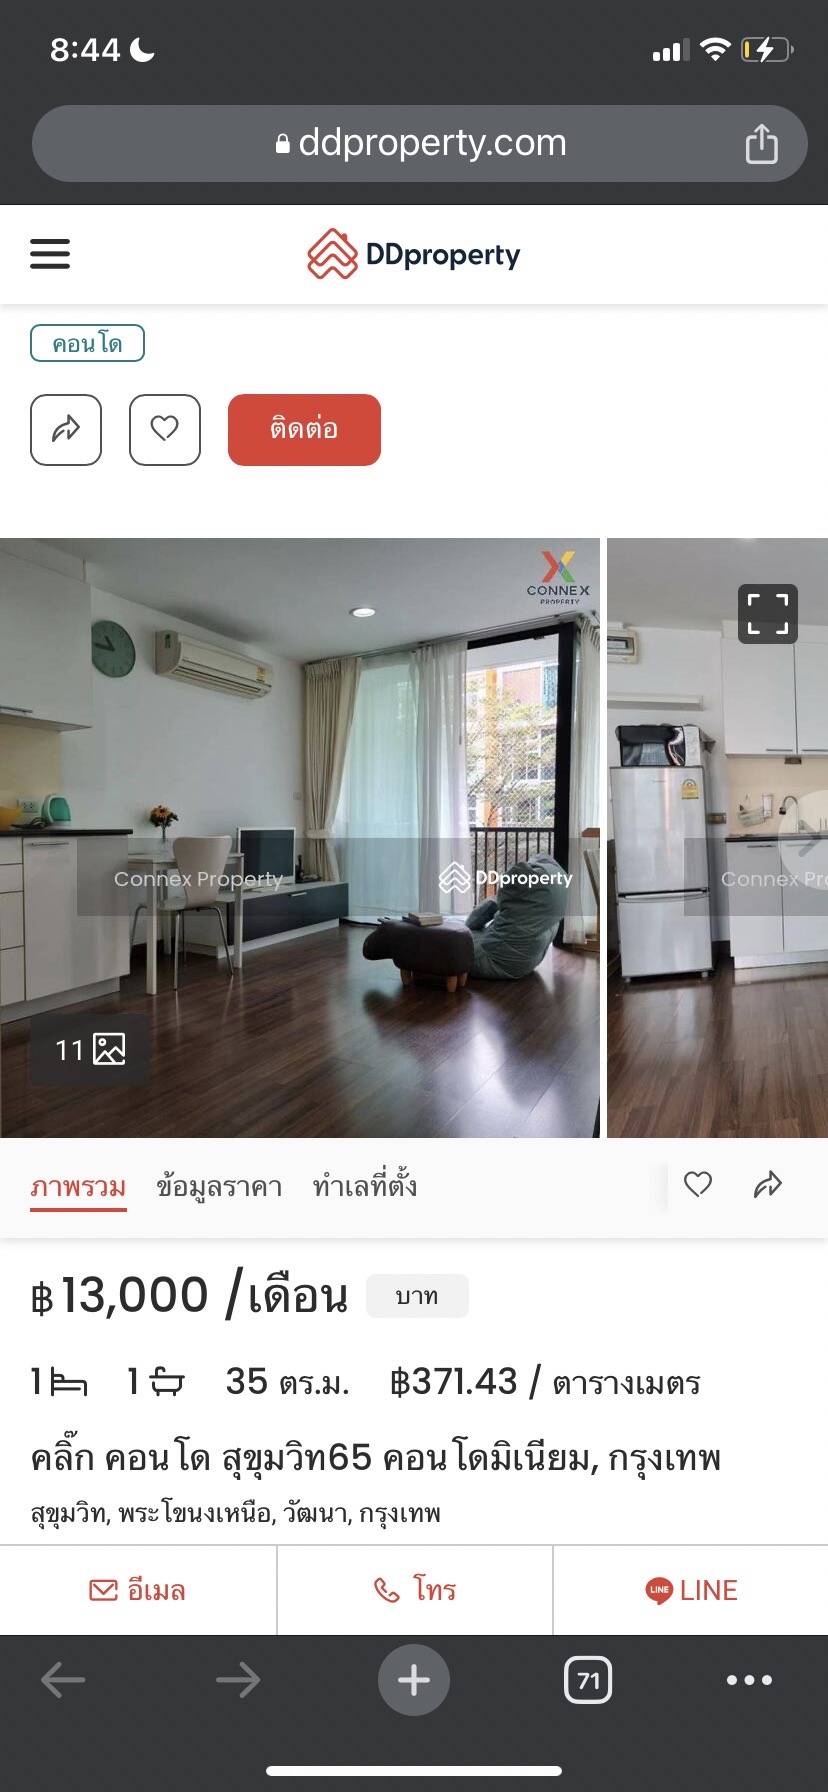 8:44
ddproperty.com
DDproperty
คอนโด
ติดต่อ
CONNEX
PROPERTY
Connex Property
DDproperty
Connex Pro
11
ภาพรวม ข้อมูลราคา ทำเลที่ตั้ง
฿13,000 /เดือน บาท
1 1 35 ตร.ม. ฿371.43 / ตารางเมตร
คลิ๊ก คอนโด สุขุมวิท65 คอนโดมิเนียม, กรุงเทพ
สุขุมวิท, พระโขนงเหนือ, วัฒนา, กรุงเทพ
อีเมล โทร LINE LINE
71